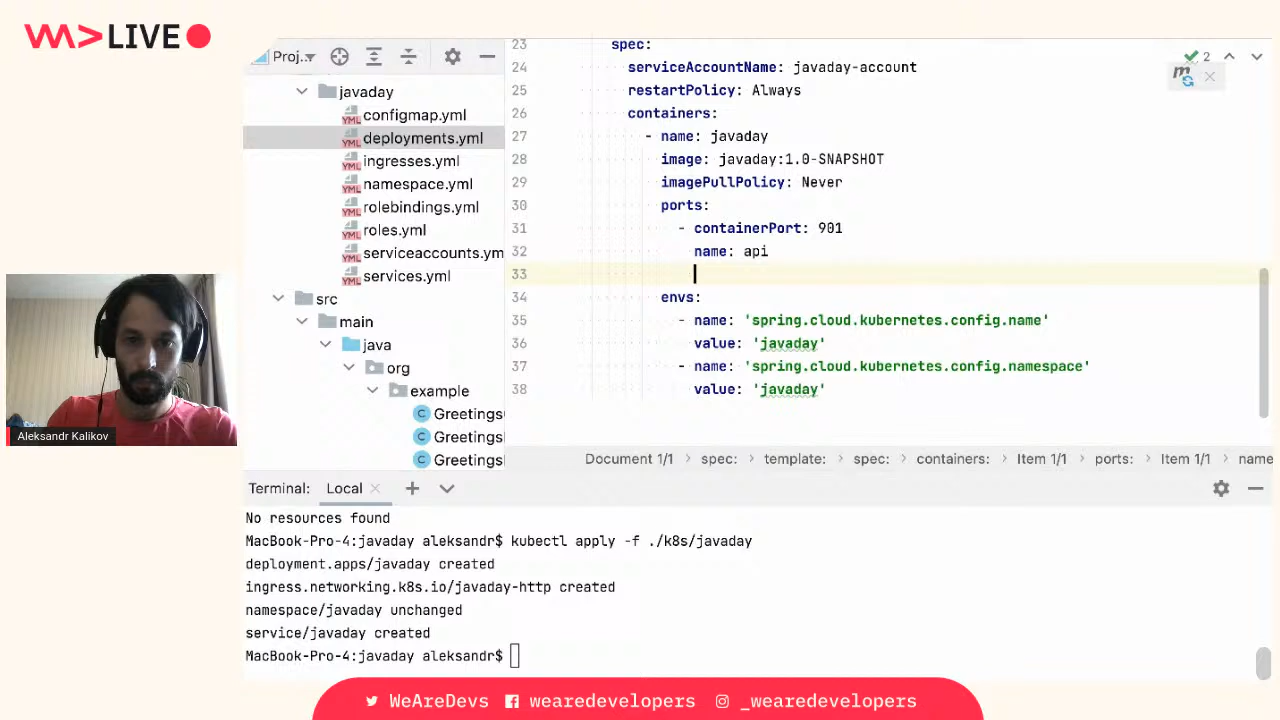 WA>LIVE
Proj..
javaday
configmap.yml
deployments.yml
ingresses.yml
namespace.yml
rolebindings.yml
roles.yml
serviceaccounts.ym
services.yml
src
main
java
org
example
Greetings
Greetings
Greetings
23 spec:
24 serviceAccountName: javaday-account
25 restartPolicy: Always
26 containers:
27 - name: javaday
28 image: javaday:1.0-SNAPSHOT
29 imagePullPolicy: Never
30 ports:
31 - containerPort: 901
32 name: api
33
34 envs:
35 - name: 'spring.cloud.kubernetes.config.name'
36 value: 'javaday'
37 - name: 'spring.cloud.kubernetes.config.namespace'
38 value: 'javaday'
2
m
Document 1/1 > spec: > template: > spec: > containers: > Item 1/1 > ports: > Item 1/1 > name
Aleksandr Kalikov
Terminal: Local
No resources found
MacBook-Pro-4:javaday aleksandr$ kubectl apply -f ./k8s/javaday
deployment.apps/javaday created
ingress.networking.k8s.io/javaday-http created
namespace/javaday unchanged
service/javaday created
MacBook-Pro-4:javaday aleksandr$
WeAreDevs wearedevelopers _wearedevelopers